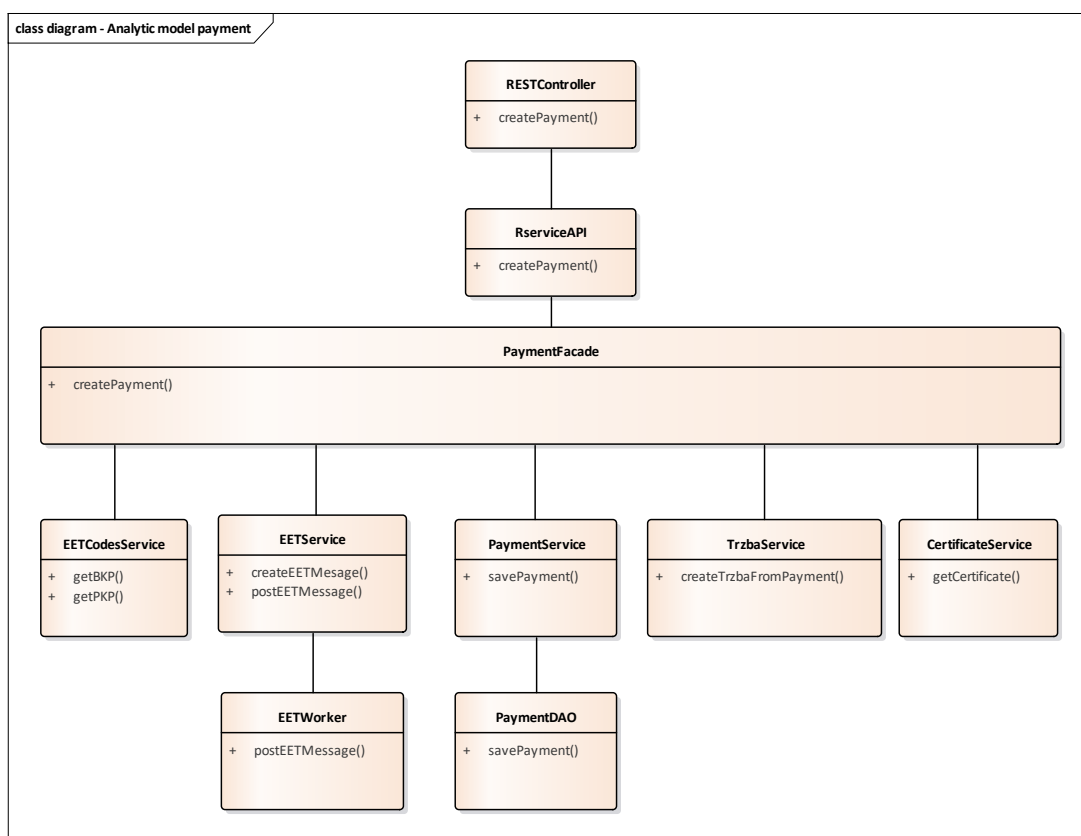 class diagram - Analytic model payment
RESTController
+ createPayment()
RserviceAPI
+ createPayment()
PaymentFacade
+ createPayment()
EETCodesService
+ getBKP()
+ getPKP()
EETService
+ createEETMesage()
+ postEETMessage()
PaymentService
+ savePayment()
TrzbaService
+ createTrzbaFromPayment()
CertificateService
+ getCertificate()
EETWorker
+ postEETMessage()
PaymentDAO
+ savePayment()